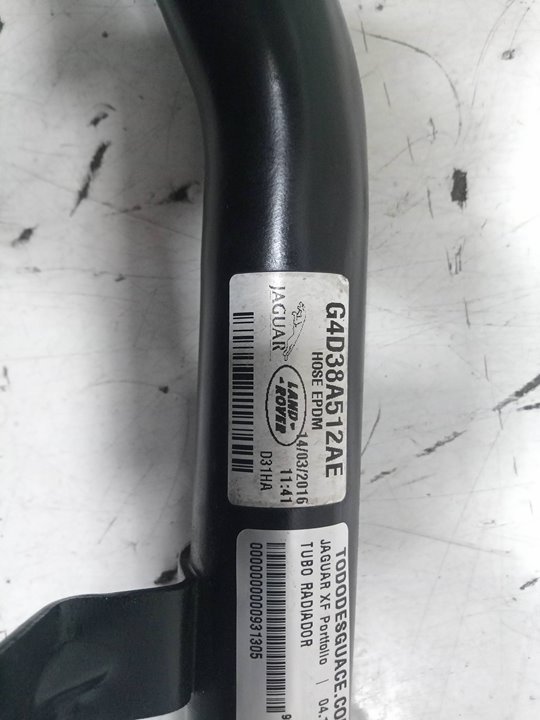 G4D38A512AE
HOSE EPDM
14/03/2016
11:41
JAGUAR
LAND-
-ROVER
D31HA
TODODESGUACE.CO
JAGUAR XF Portfolio | 04.
TUBO RADIADOR
0000000000931305